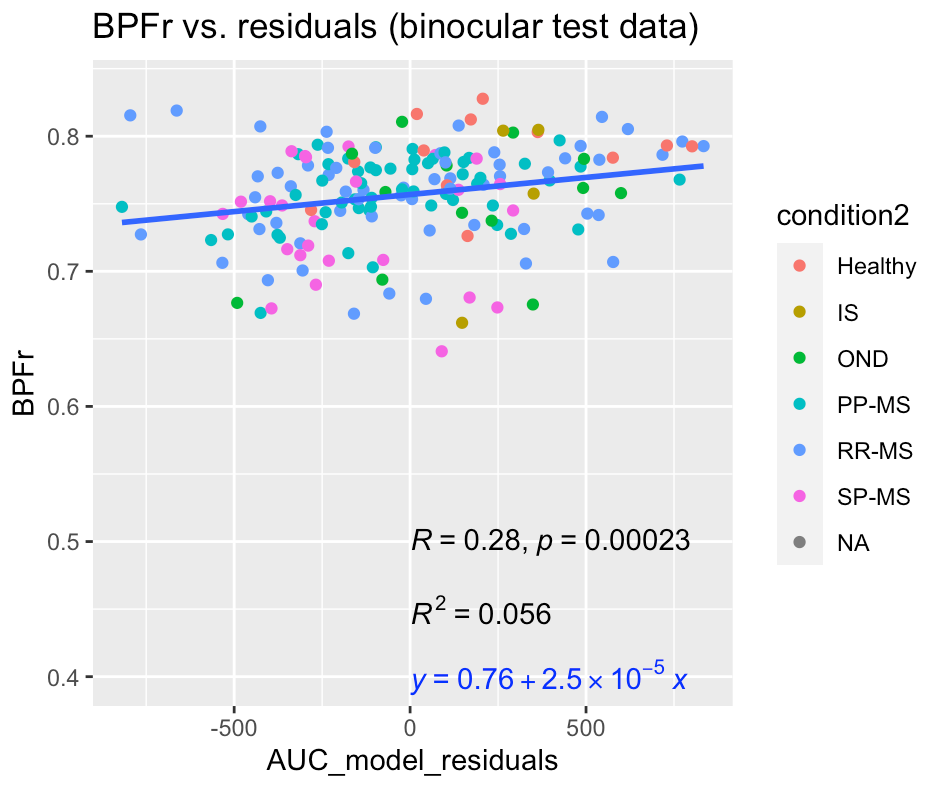 BPFr vs. residuals (binocular test data)
0.8
0.7
0.6
0.5
0.4
BPFr
R = 0.28, p = 0.00023
R² = 0.056
y = 0.76 + 2.5 × 10⁻⁵ x
-500 0 500
AUC_model_residuals
condition2
Healthy
IS
OND
PP-MS
RR-MS
SP-MS
NA